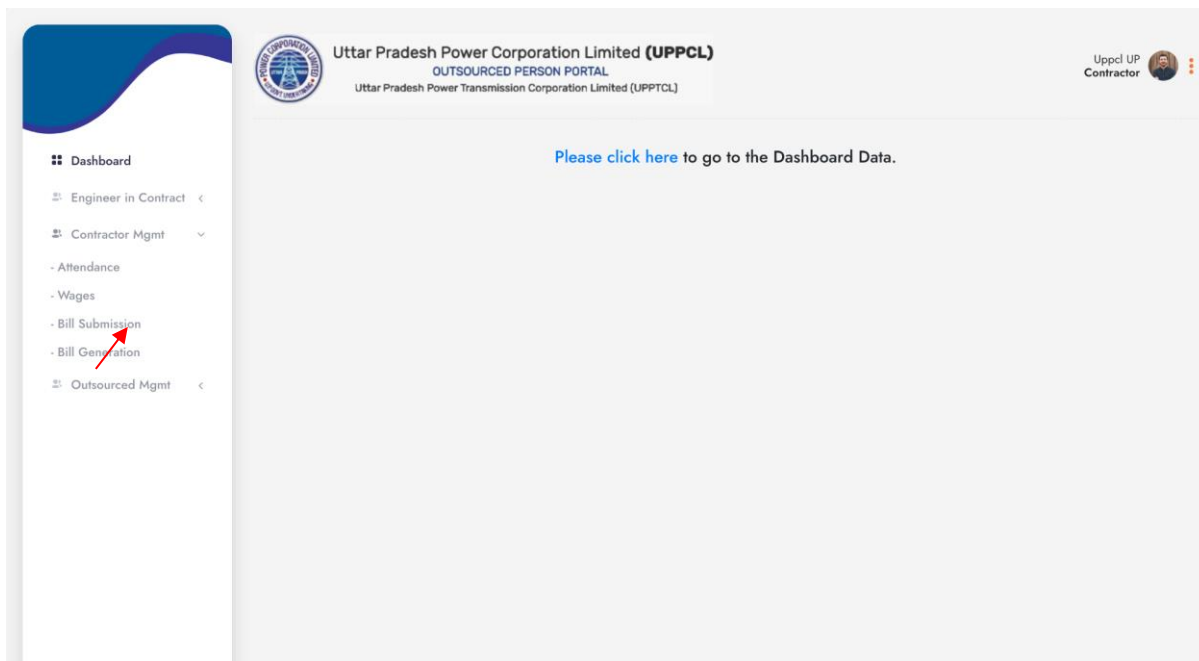 Uttar Pradesh Power Corporation Limited (UPPCL)
OUTSOURCED PERSON PORTAL
Uttar Pradesh Power Transmission Corporation Limited (UPPTCL)
Uppcl UP
Contractor
Dashboard
Engineer in Contract
Contractor Mgmt
- Attendance
- Wages
- Bill Submission
- Bill Generation
Outsourced Mgmt
Please click here to go to the Dashboard Data.